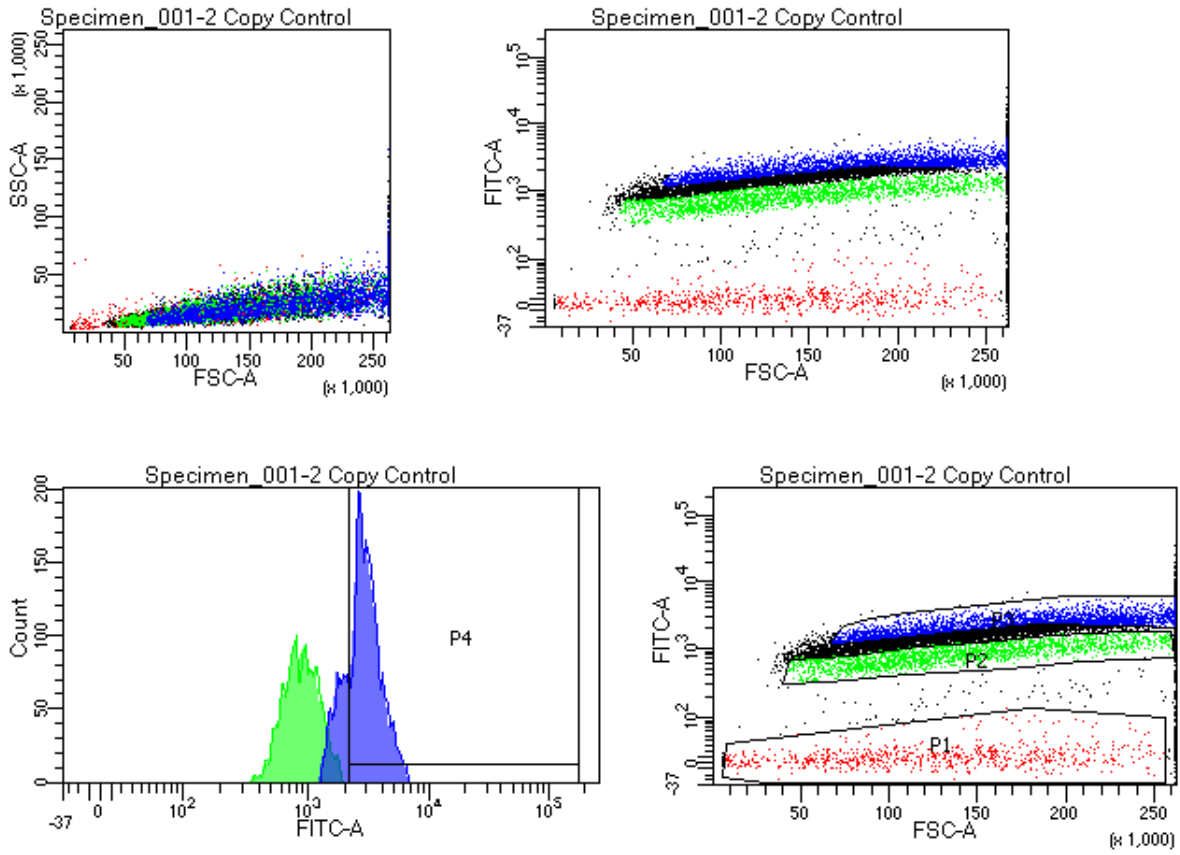 Specimen_001-2 Copy Control
SSC-A
(x 1,000)
50 100 150 200 250
50 100 150 200 250
FSC-A
(x 1,000)
Specimen_001-2 Copy Control
FITC-A
10^5
10^4
10^3
10^2
0
-37
50 100 150 200 250
FSC-A
(x 1,000)
Specimen_001-2 Copy Control
Count
0 50 100 150 200
P4
-37 0 10^2 10^3 10^4 10^5
FITC-A
Specimen_001-2 Copy Control
FITC-A
10^5
10^4
10^3
10^2
0
-37
P3
P2
P1
50 100 150 200 250
FSC-A
(x 1,000)